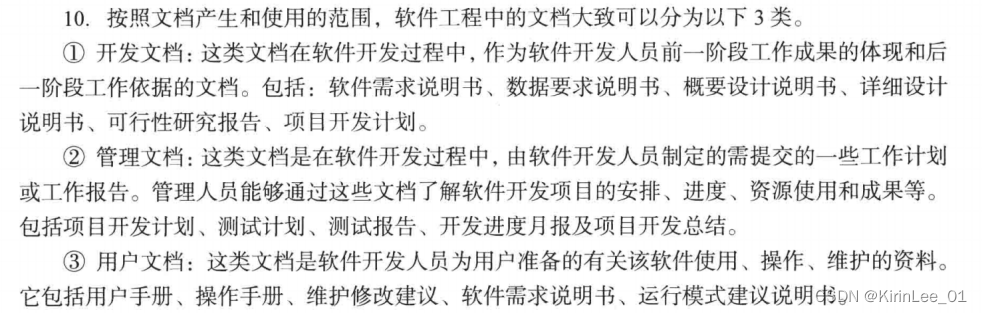 10. 按照文档产生和使用的范围，软件工程中的文档大致可以分为以下 3 类。
① 开发文档：这类文档在软件开发过程中，作为软件开发人员前一阶段工作成果的体现和后
一阶段工作依据的文档。包括：软件需求说明书、数据要求说明书、概要设计说明书、详细设计
说明书、可行性研究报告、项目开发计划。
② 管理文档：这类文档是在软件开发过程中，由软件开发人员制定的需提交的一些工作计划
或工作报告。管理人员能够通过这些文档了解软件开发项目的安排、进度、资源使用和成果等。
包括项目开发计划、测试计划、测试报告、开发进度月报及项目开发总结。
③ 用户文档：这类文档是软件开发人员为用户准备的有关该软件使用、操作、维护的资料。
它包括用户手册、操作手册、维护修改建议、软件需求说明书、运行模式建议说明书。
CSDN @KirinLee_01